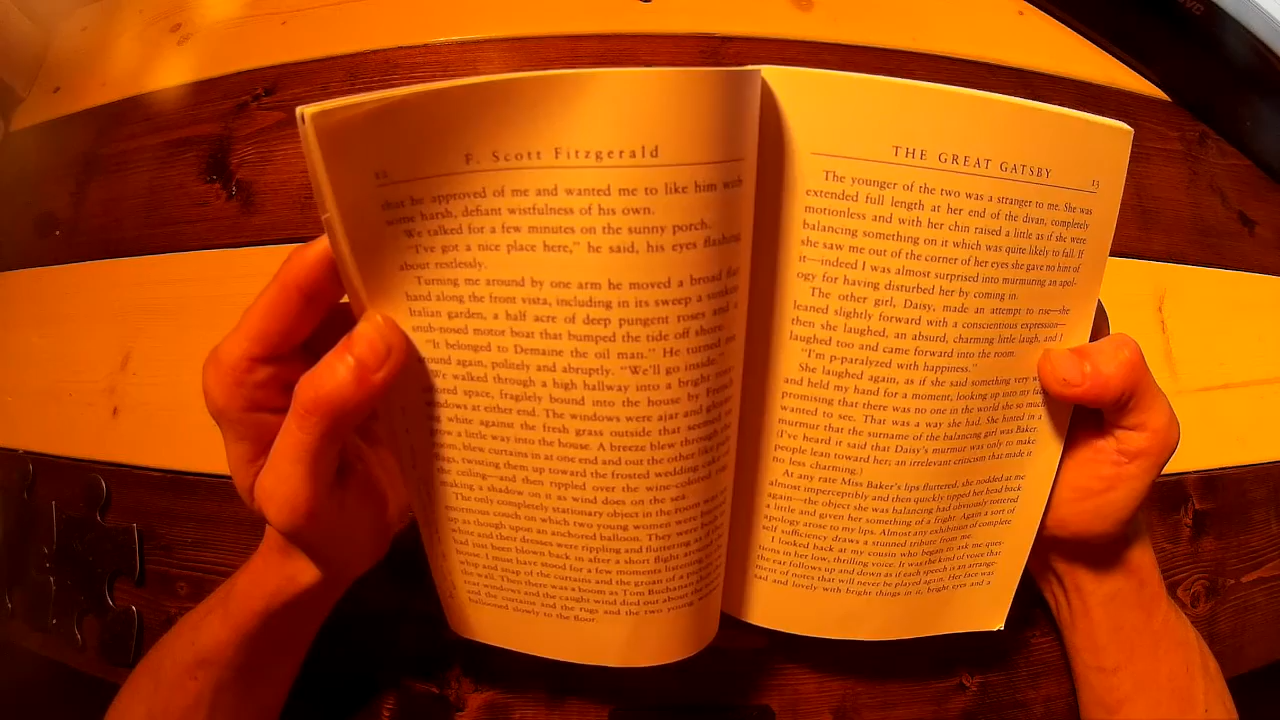 12
F. Scott Fitzgerald
that he approved of me and wanted me to like him with
some harsh, defiant wistfulness of his own.
We talked for a few minutes on the sunny porch.
"I've got a nice place here," he said, his eyes flashing
about restlessly.
Turning me around by one arm he moved a broad flat
hand along the front vista, including in its sweep a sunken
Italian garden, a half acre of deep pungent roses and a
snub-nosed motor boat that bumped the tide off shore.
"It belonged to Demaine the oil man." He turned me
around again, politely and abruptly. "We'll go inside."
We walked through a high hallway into a bright rosy-
ored space, fragilely bound into the house by French
ndows at either end. The windows were ajar and gleaming
white against the fresh grass outside that seemed to
grow a little way into the house. A breeze blew through the
room, blew curtains in at one end and out the other like pale
flags, twisting them up toward the frosted wedding cake of
the ceiling—and then rippled over the wine-colored rug,
making a shadow on it as wind does on the sea.
The only completely stationary object in the room was an
enormous couch on which two young women were buoyed
up as though upon an anchored balloon. They were both in
white and their dresses were rippling and fluttering as if they
had just been blown back in after a short flight around the
house. I must have stood for a few moments listening to the
whip and snap of the curtains and the groan of a picture on
the wall. Then there was a boom as Tom Buchanan shut the
rear windows and the caught wind died out about the room
and the curtains and the rugs and the two young women
ballooned slowly to the floor.
THE GREAT GATSBY
13
The younger of the two was a stranger to me. She was
extended full length at her end of the divan, completely
motionless and with her chin raised a little as if she were
balancing something on it which was quite likely to fall. If
she saw me out of the corner of her eyes she gave no hint of
it—indeed I was almost surprised into murmuring an apol-
ogy for having disturbed her by coming in.
The other girl, Daisy, made an attempt to rise—she
leaned slightly forward with a conscientious expression—
then she laughed, an absurd, charming little laugh, and I
laughed too and came forward into the room.
"I'm p-paralyzed with happiness."
She laughed again, as if she said something very wi
and held my hand for a moment, looking up into my face,
promising that there was no one in the world she so much
wanted to see. That was a way she had. She hinted in a
murmur that the surname of the balancing girl was Baker.
(I've heard it said that Daisy's murmur was only to make
people lean toward her; an irrelevant criticism that made it
no less charming.)
At any rate Miss Baker's lips fluttered, she nodded at me
almost imperceptibly and then quickly tipped her head back
again—the object she was balancing had obviously tottered
a little and given her something of a fright. Again a sort of
apology arose to my lips. Almost any exhibition of complete
self sufficiency draws a stunned tribute from me.
I looked back at my cousin who began to ask me ques-
tions in her low, thrilling voice. It was the kind of voice that
the ear follows up and down as if each speech is an arrange-
ment of notes that will never be played again. Her face was
sad and lovely with bright things in it, bright eyes and a
JVC